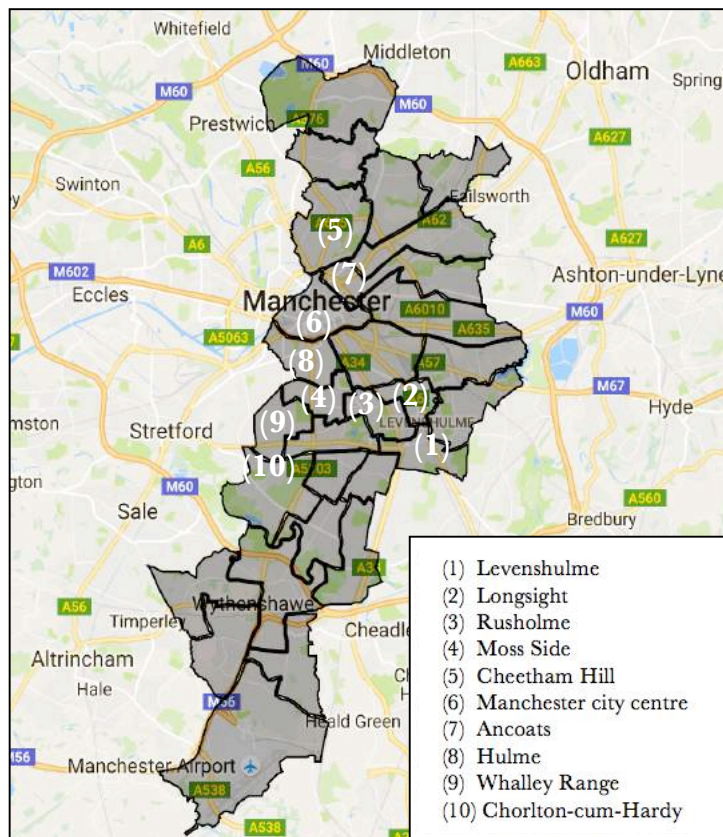 Whitefield
Middleton
M60
A663
Oldham
Spring
M60
M60
Prestwich
A576
A627
A56
Swinton
Failsworth
A62
(5)
A6
A627
M602
(7)
Ashton-under-Lyne
Eccles
Manchester
A6010
M60
(6)
A635
A5063
(8)
A34
A57
M67
(4)
(3)
(2)
Hyde
LEVENSHULME
(9)
Stretford
(1)
(10)
A5103
M60
A560
Sale
Bredbury
A56
Wythenshawe
Timperley
Cheadle
Altrincham
Hale
M56
Heald Green
M56
Manchester Airport
A538
A538
(1) Levenshulme
(2) Longsight
(3) Rusholme
(4) Moss Side
(5) Cheetham Hill
(6) Manchester city centre
(7) Ancoats
(8) Hulme
(9) Whalley Range
(10) Chorlton-cum-Hardy